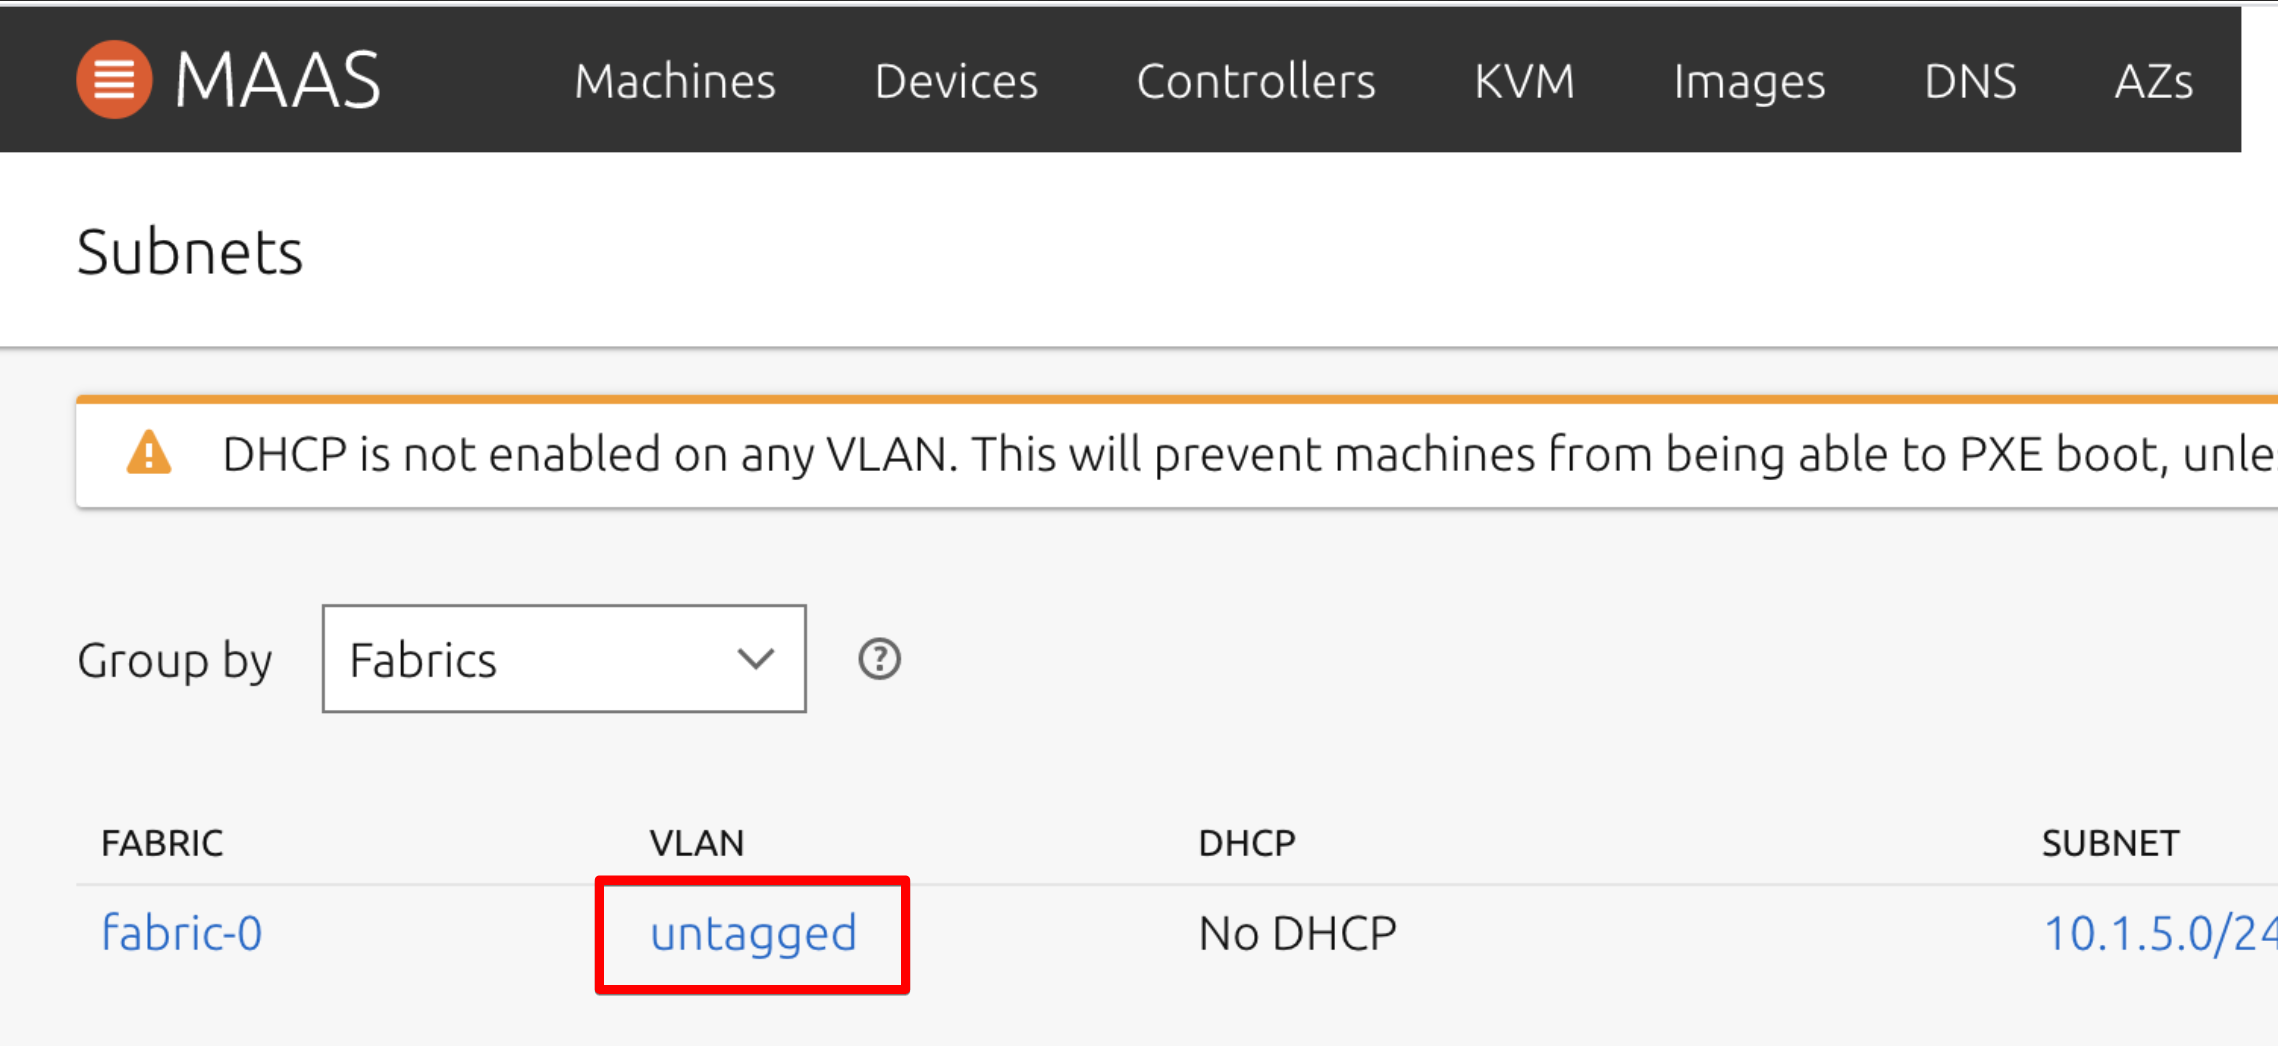 MAAS Machines Devices Controllers KVM Images DNS AZs
Subnets
DHCP is not enabled on any VLAN. This will prevent machines from being able to PXE boot, unle
Group by Fabrics
FABRIC VLAN DHCP SUBNET
fabric-0 untagged No DHCP 10.1.5.0/24